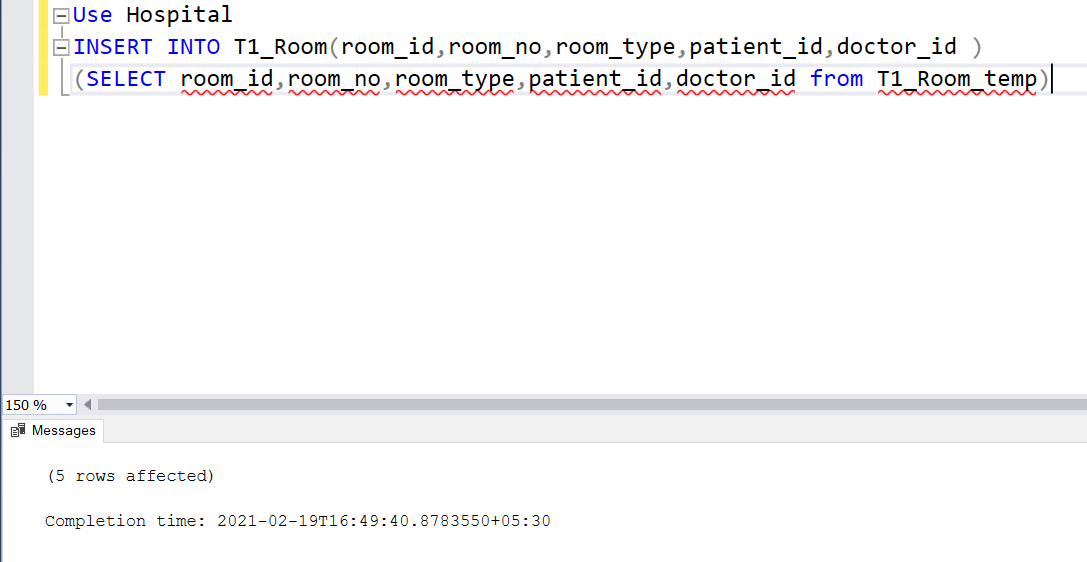 Use Hospital
INSERT INTO T1_Room(room_id,room_no,room_type,patient_id,doctor_id )
(SELECT room_id,room_no,room_type,patient_id,doctor_id from T1_Room_temp)
150 %
Messages
(5 rows affected)
Completion time: 2021-02-19T16:49:40.8783550+05:30